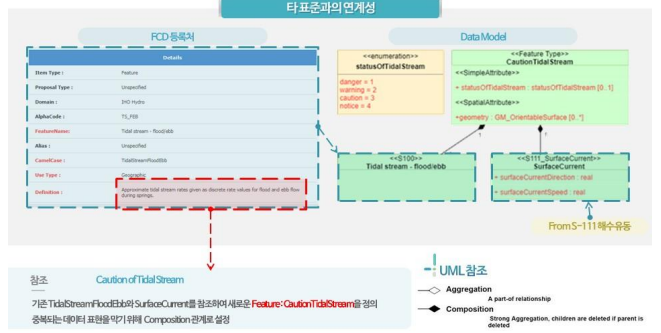 타 표준과의 연계성
FCD 등록처
Details
Item Type : Feature
Proposal Type : Unspecified
Domain : IHO Hydro
AlphaCode : TS_FEB
FeatureName: Tidal stream - flood/ebb
Alias : Unspecified
CamelCase : TidalStreamFloodEbb
Use Type : Geographic
Definition : Approximate tidal stream rates given as discrete rate values for flood and ebb flow
during springs.
Data Model
<<enumeration>>
statusOfTidalStream
danger = 1
warning = 2
caution = 3
notice = 4
<<Feature Type>>
CautionTidalStream
<<SimpleAttribute>>
+ statusOfTidalStream : statusOfTidalStream [0..1]
<<SpatialAttribute>>
+geometry : GM_OrientableSurface [0..*]
1
1
<<S100>>
Tidal stream - flood/ebb
<<S111_SurfaceCurrent>>
SurfaceCurrent
+ surfaceCurrentDirection : real
+ surfaceCurrentSpeed : real
From S-111 해수유동
참조 Caution of Tidal Stream
기존 TidalStreamFloodEbb와 SurfaceCurrent를 참조하여 새로운 Feature : CautionTidalStream을 정의
중복되는 데이터 표현을 막기 위해 Composition 관계로 설정
UML 참조
Aggregation
A part-of relationship
Composition
Strong Aggregation, children are deleted if parent is
deleted